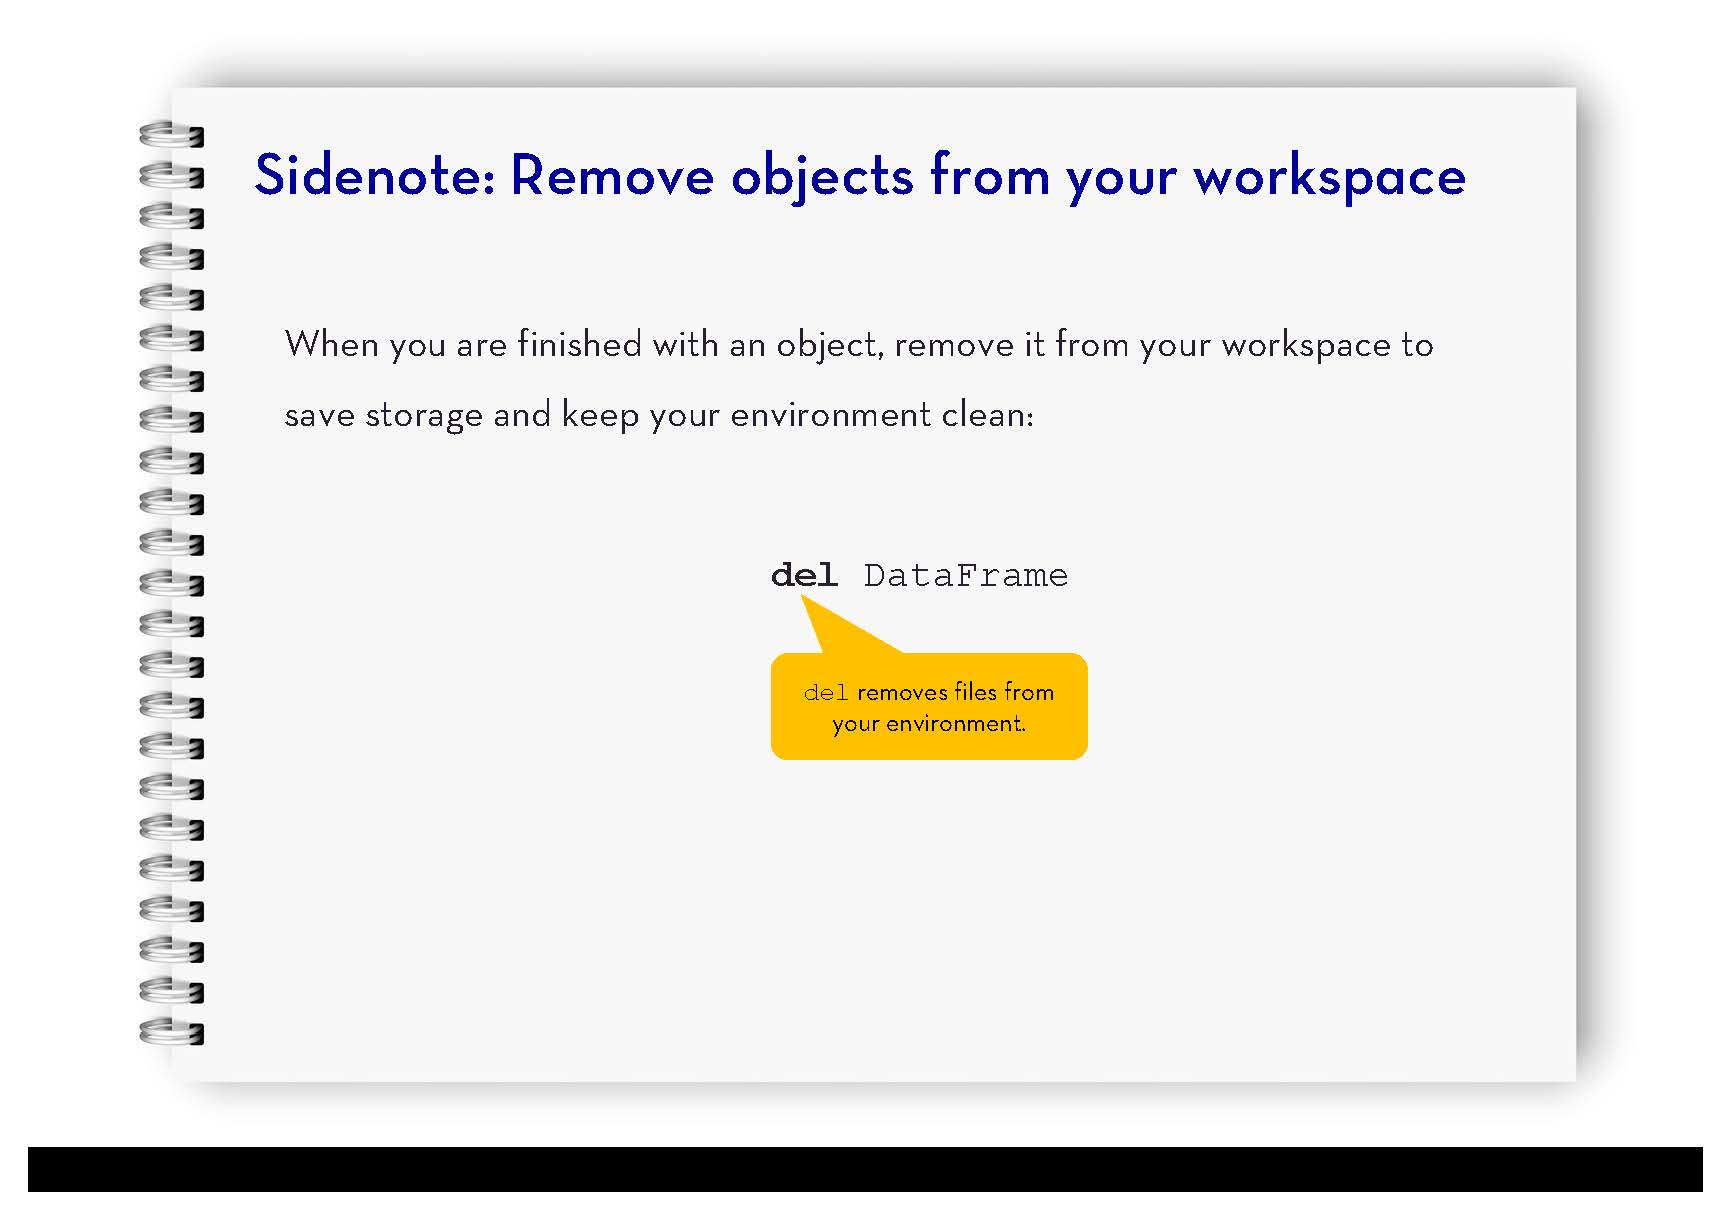 Sidenote: Remove objects from your workspace
When you are finished with an object, remove it from your workspace to
save storage and keep your environment clean:
del DataFrame
del removes files from
your environment.